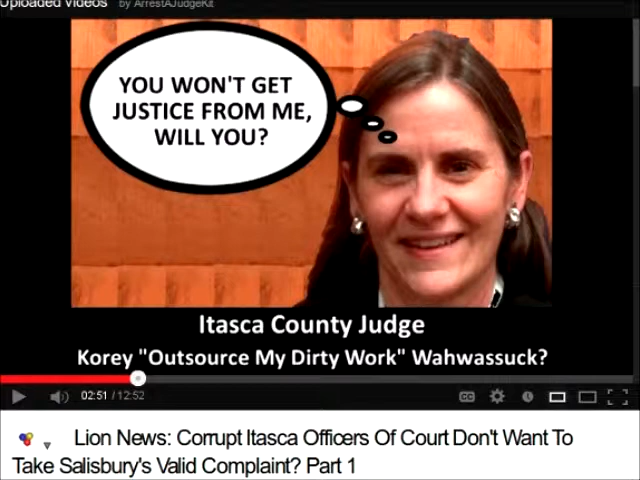 Uploaded Videos by ArrestAJudgeKit
YOU WON'T GET
JUSTICE FROM ME,
WILL YOU?
Itasca County Judge
Korey "Outsource My Dirty Work" Wahwassuck?
02:51 / 12:52
CC
Lion News: Corrupt Itasca Officers Of Court Don't Want To
Take Salisbury's Valid Complaint? Part 1